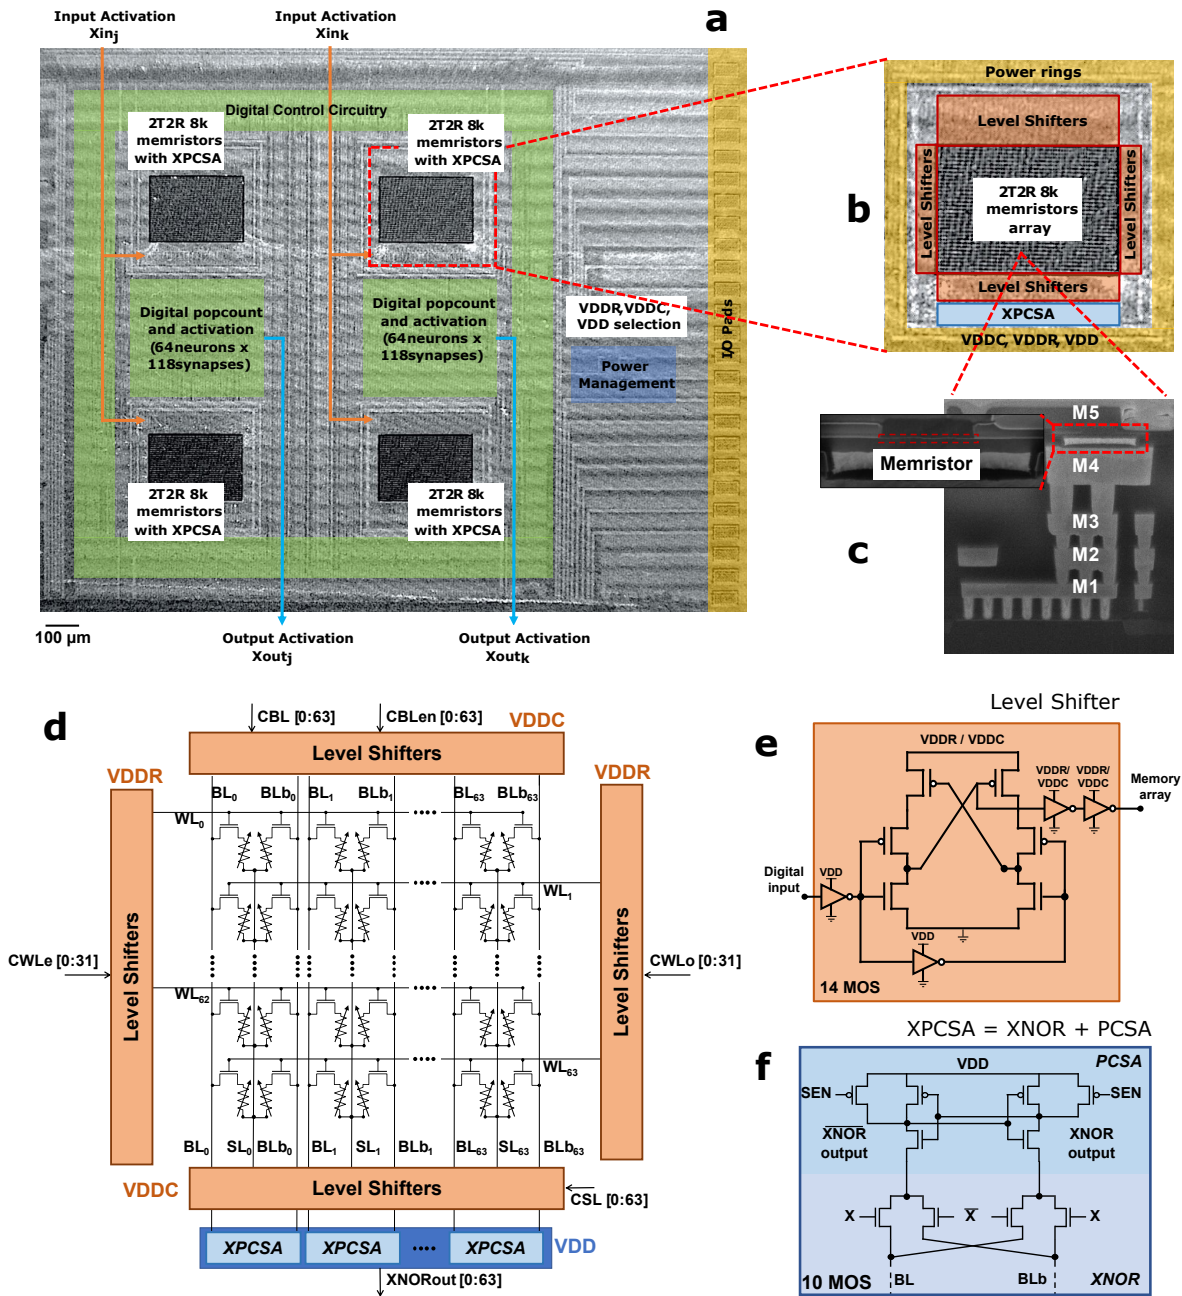 Input Activation
Xinj
Input Activation
Xink
a
Digital Control Circuitry
2T2R 8k
memristors
with XPCSA
2T2R 8k
memristors
with XPCSA
Digital popcount
and activation
(64neurons x
118synapses)
Digital popcount
and activation
(64neurons x
118synapses)
VDDR,VDDC,
VDD selection
Power
Management
I/O Pads
2T2R 8k
memristors
with XPCSA
2T2R 8k
memristors
with XPCSA
100 µm
Output Activation
Xoutj
Output Activation
Xoutk
b
Power rings
Level Shifters
Level Shifters
2T2R 8k
memristors
array
Level Shifters
Level Shifters
XPCSA
VDDC, VDDR, VDD
c
Memristor
M5
M4
M3
M2
M1
d
CBL [0:63]
CBLen [0:63]
VDDC
Level Shifters
VDDR
VDDR
BL0 BLb0 BL1 BLb1 BL63 BLb63
WL0
WL1
Level Shifters
Level Shifters
CWLe [0:31]
CWLo [0:31]
WL62
WL63
BL0 SL0 BLb0 BL1 SL1 BLb1 BL63 SL63 BLb63
VDDC
Level Shifters
CSL [0:63]
XPCSA XPCSA XPCSA
VDD
XNORout [0:63]
Level Shifter
e
VDDR / VDDC
VDDR/
VDDC
VDDR/
VDDC
Memory
array
Digital
input
VDD
VDD
14 MOS
XPCSA = XNOR + PCSA
f
VDD
PCSA
SEN
SEN
XNOR
output
XNOR
output
X
X
X
BL
BLb
10 MOS
XNOR